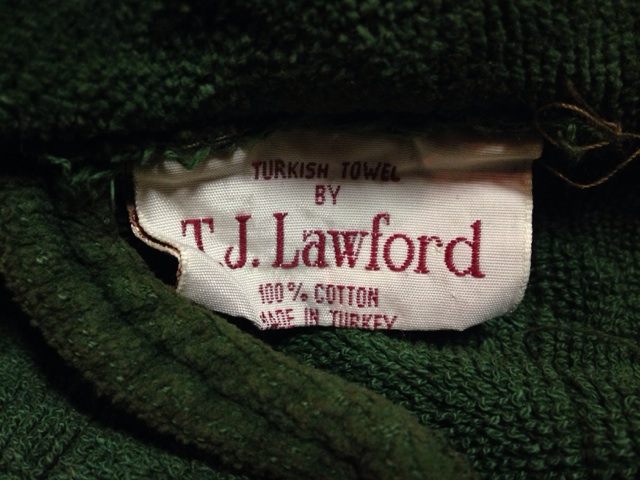 TURKISH TOWEL
BY
T.J. Lawford
100% COTTON
MADE IN TURKEY